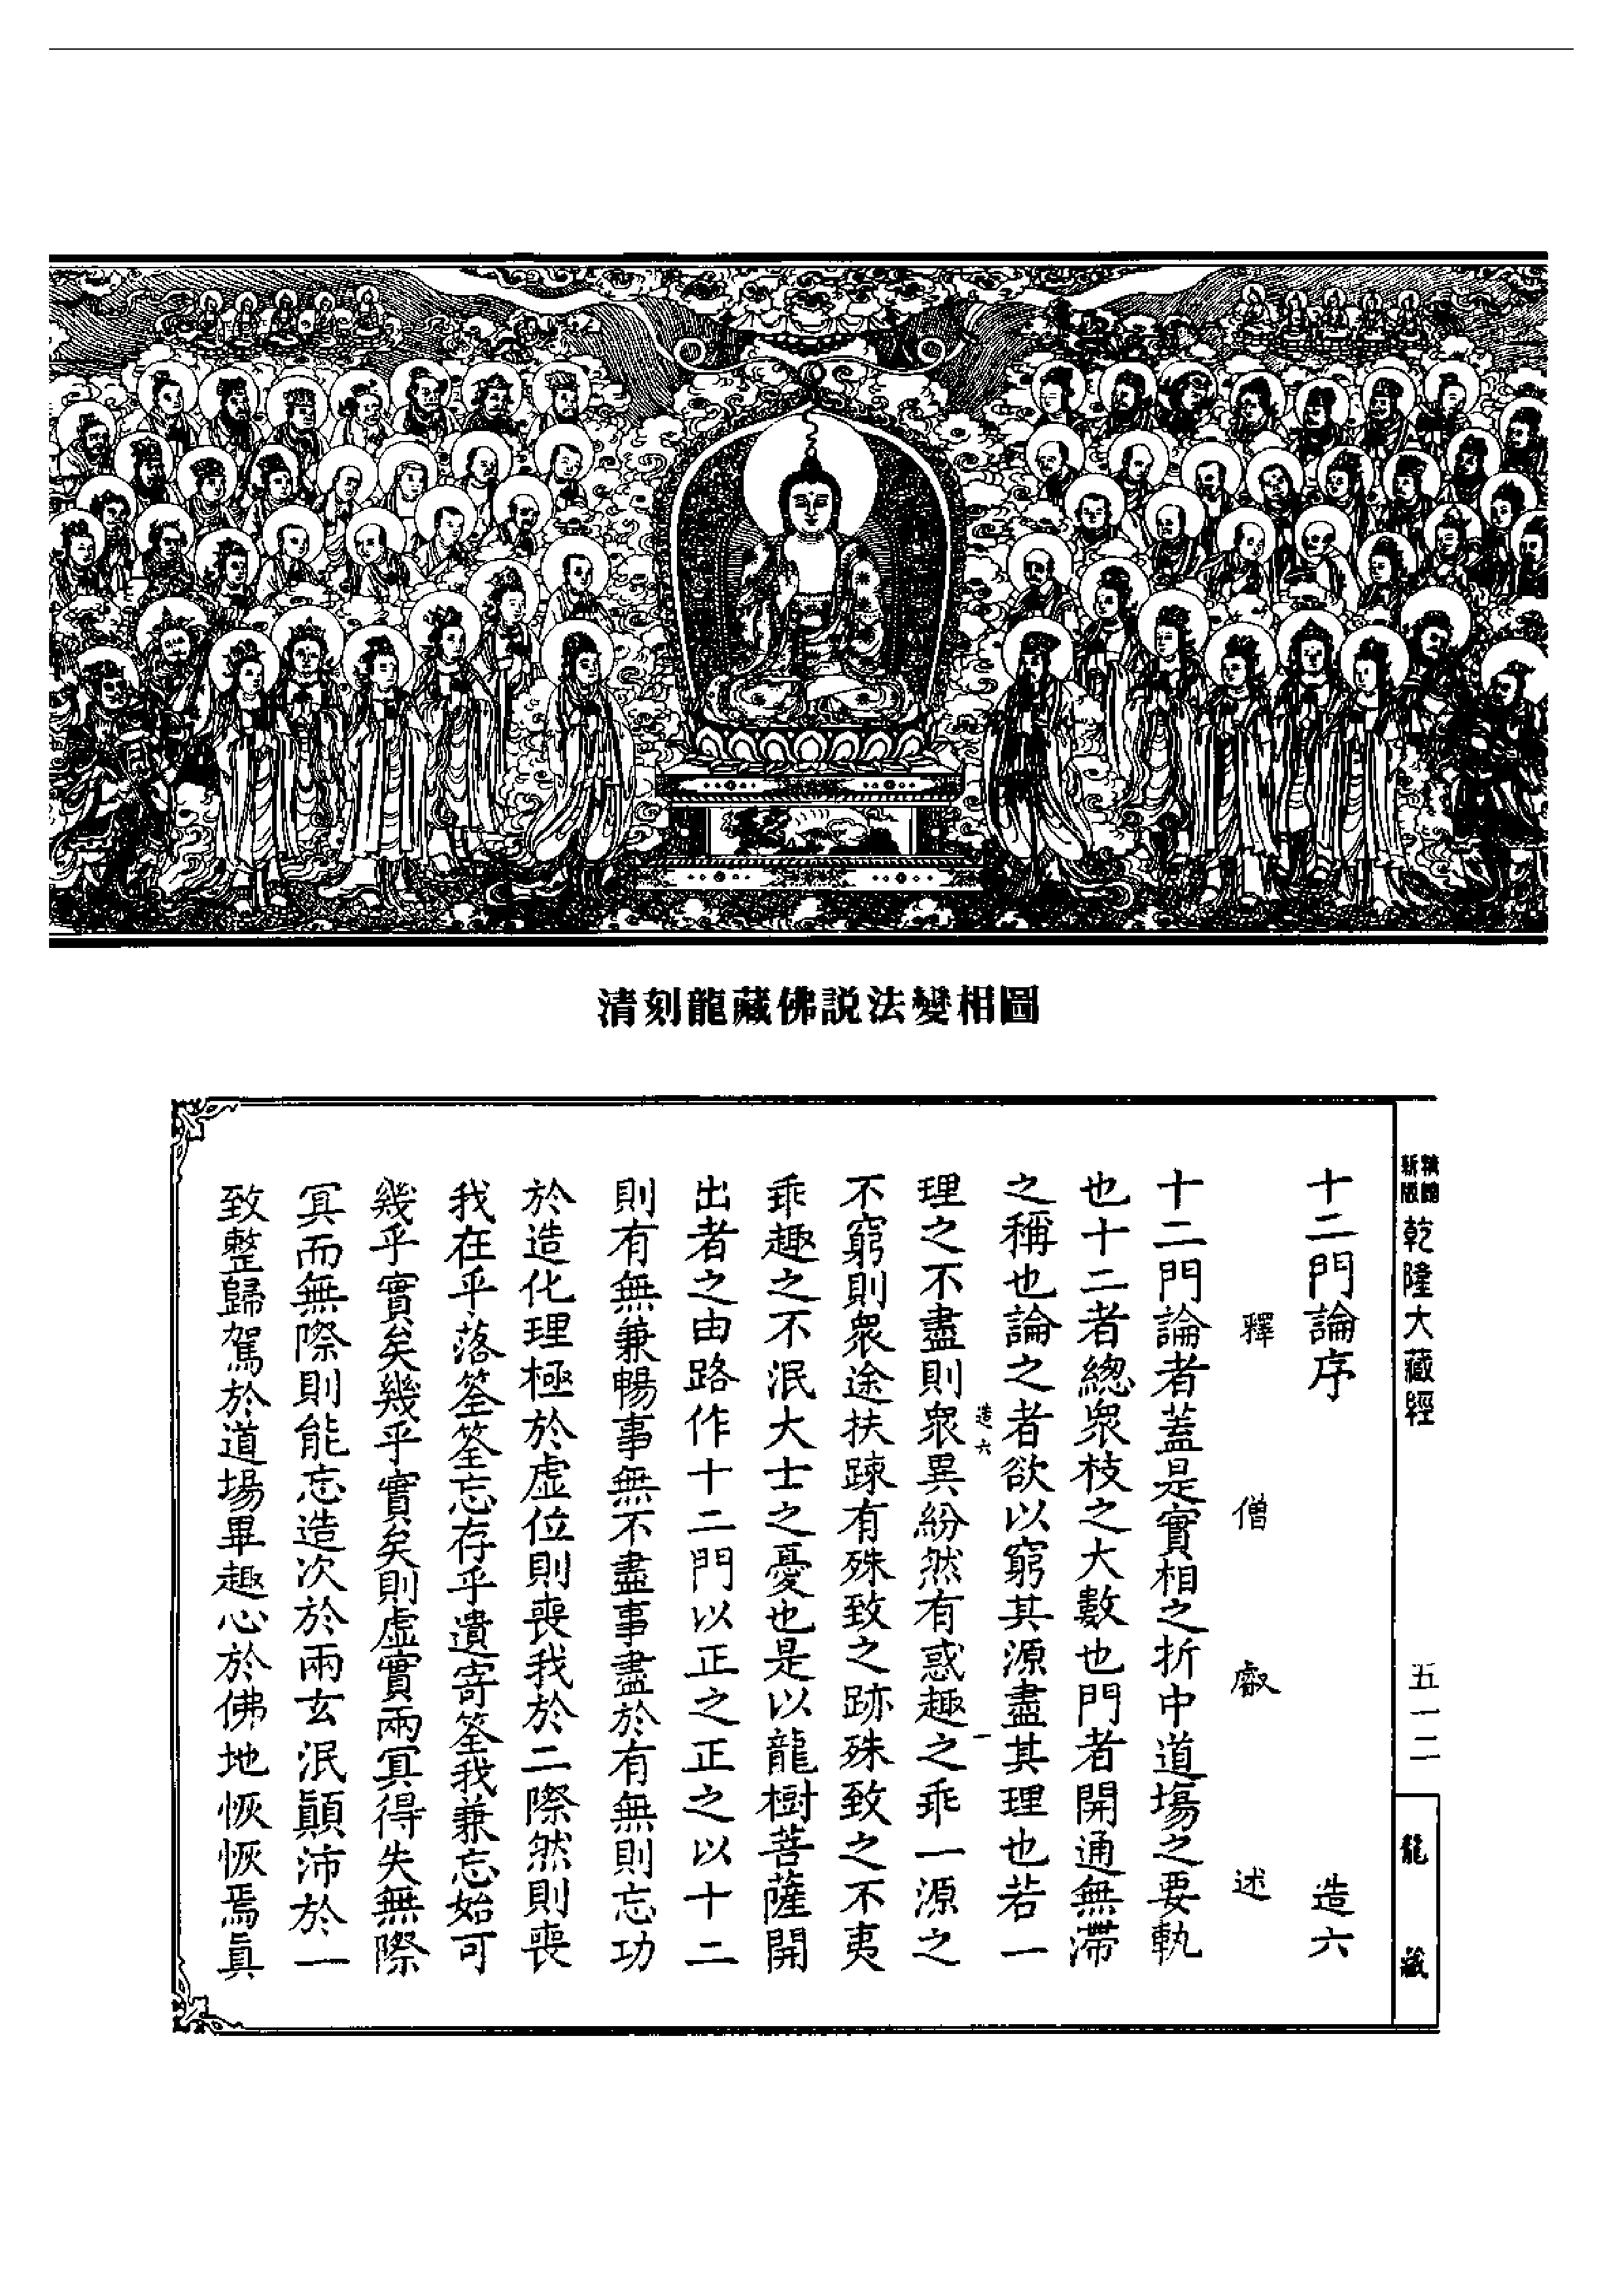 清刻龍藏佛説法變相圖
新版
精縮
乾隆大藏經
五一二
龍藏
十二門論序 造六
釋僧叡述
十二門論者蓋是實相之折中道場之要軌
也十二者總衆枝之大數也門者開通無滯
之稱也論之者欲以窮其源盡其理也若一
造六 一
理之不盡則衆異紛然有惑趣之乖一源之
不窮則衆途扶踈有殊致之跡殊致之不夷
乖趣之不泯大士之憂也是以龍樹菩薩開
出者之由路作十二門以正之正之以十二
則有無兼暢事無不盡事盡於有無則忘功
於造化理極於虛位則喪我於二際然則喪
我在乎落筌筌忘存乎遺寄筌我兼忘始可
幾乎實矣幾乎實矣則虛實兩冥得失無際
冥而無際則能忘造次於兩玄泯顚沛於一
致整歸駕於道場畢趣心於佛地恢恢焉眞